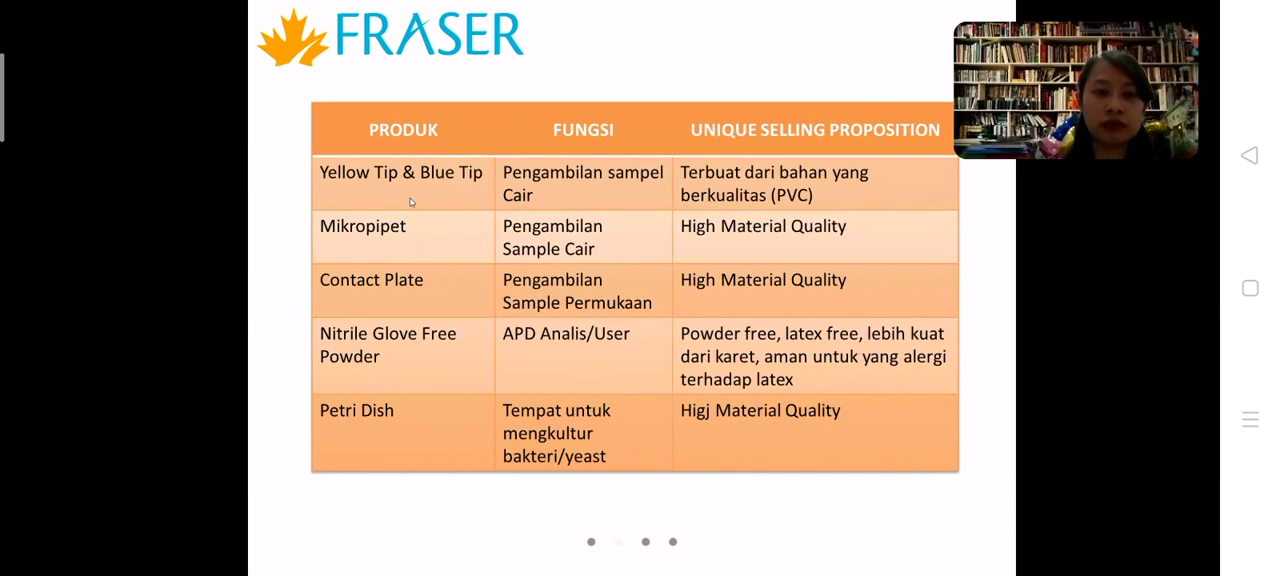 FRASER
PRODUK
FUNGSI
UNIQUE SELLING PROPOSITION
Yellow Tip & Blue Tip
Pengambilan sampel
Cair
Terbuat dari bahan yang
berkualitas (PVC)
Mikropipet
Pengambilan
Sample Cair
High Material Quality
Contact Plate
Pengambilan
Sample Permukaan
High Material Quality
Nitrile Glove Free
Powder
APD Analis/User
Powder free, latex free, lebih kuat
dari karet, aman untuk yang alergi
terhadap latex
Petri Dish
Tempat untuk
mengkultur
bakteri/yeast
Higj Material Quality